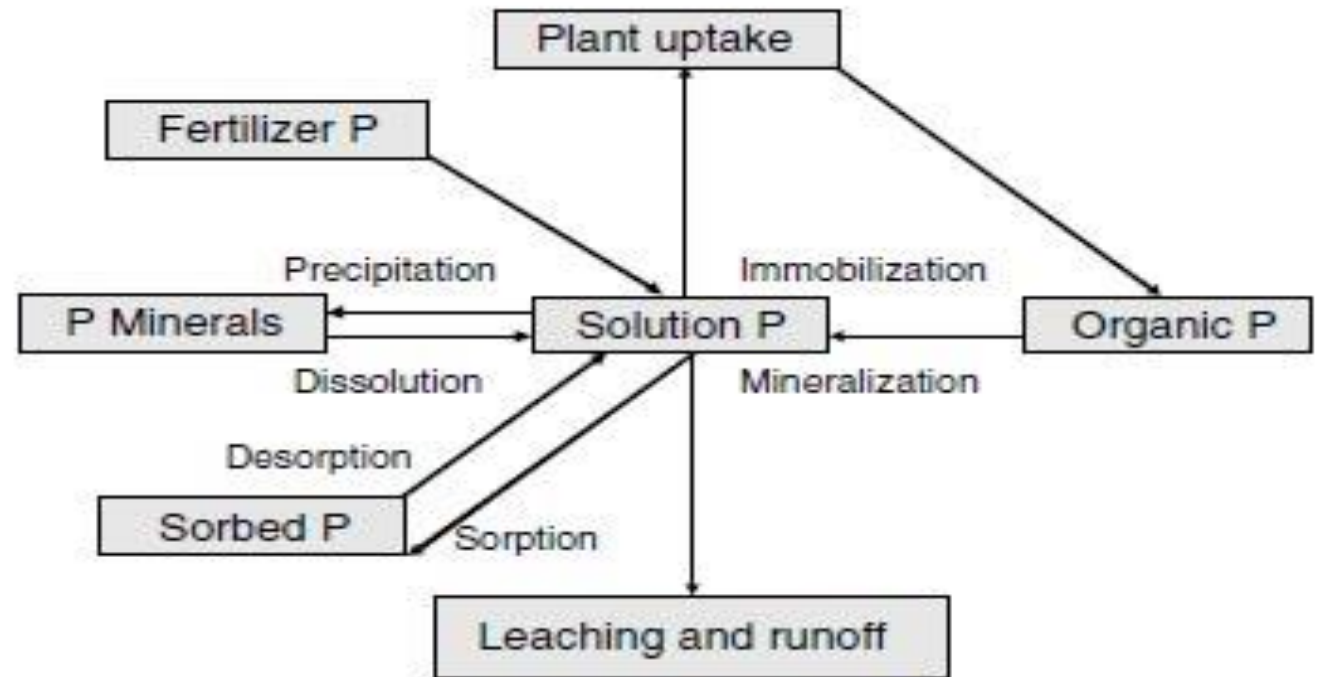 Plant uptake
Fertilizer P
Precipitation
Immobilization
P Minerals
Solution P
Organic P
Dissolution
Mineralization
Desorption
Sorbed P
Sorption
Leaching and runoff